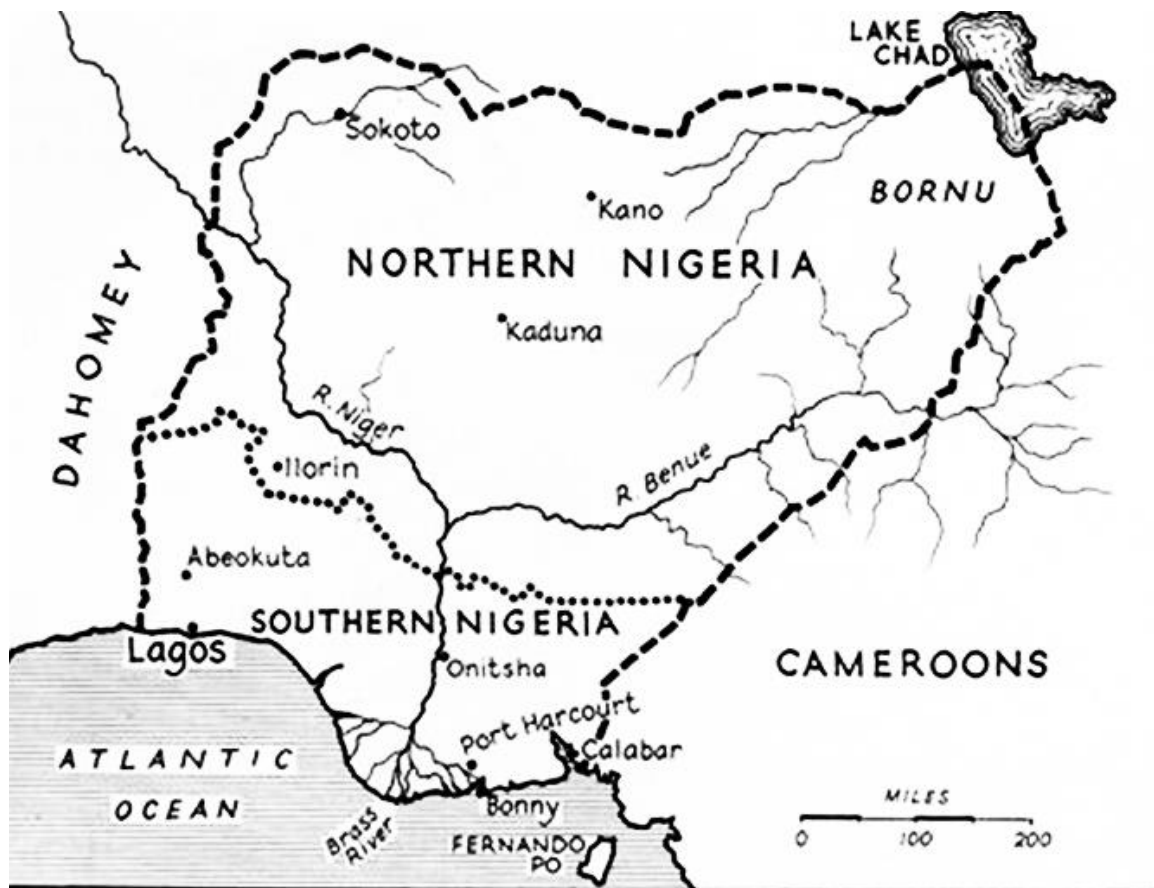 LAKE
CHAD
Sokoto
BORNU
Kano
NORTHERN NIGERIA
DAHOMEY
Kaduna
R. Niger
Ilorin
R. Benue
Abeokuta
SOUTHERN NIGERIA
Lagos
Onitsha
CAMEROONS
Port Harcourt
Calabar
ATLANTIC
OCEAN
Bonny
Brass
River
FERNANDO
PO
MILES
0 100 200